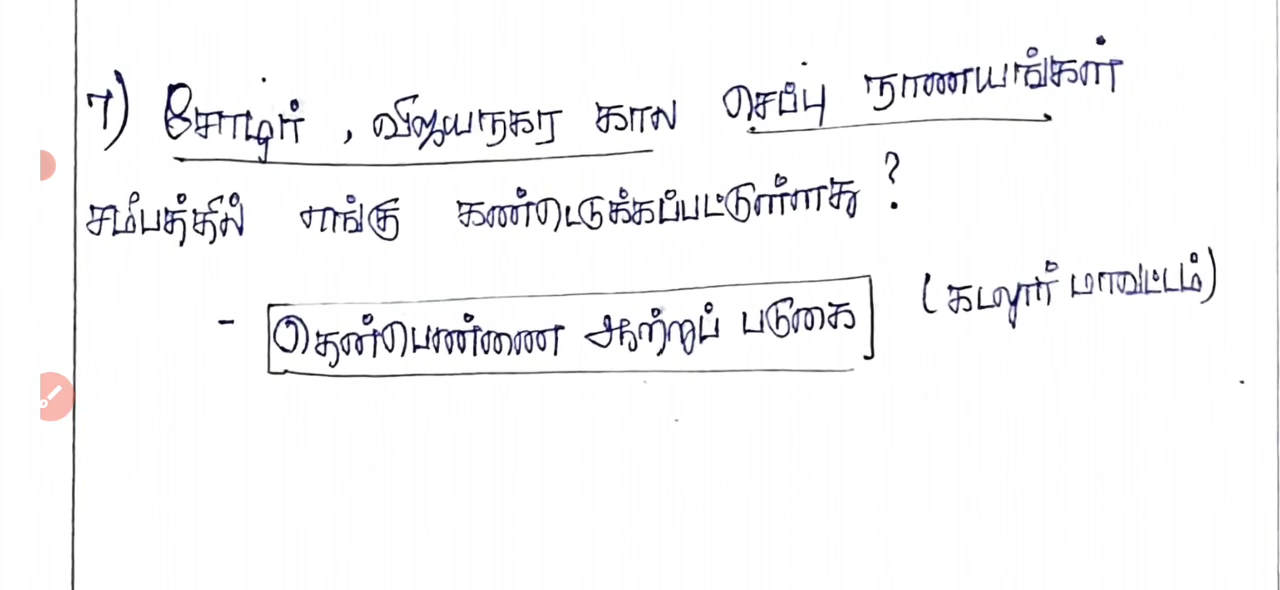 7) சோழர் , விஜயநகர கால செப்பு நாணயங்கள்
சமீபத்தில் எங்கு கண்டெடுக்கப்பட்டுள்ளது ?
- தென்பெண்ணை ஆற்றுப் படுகை (கடலூர் மாவட்டம்)